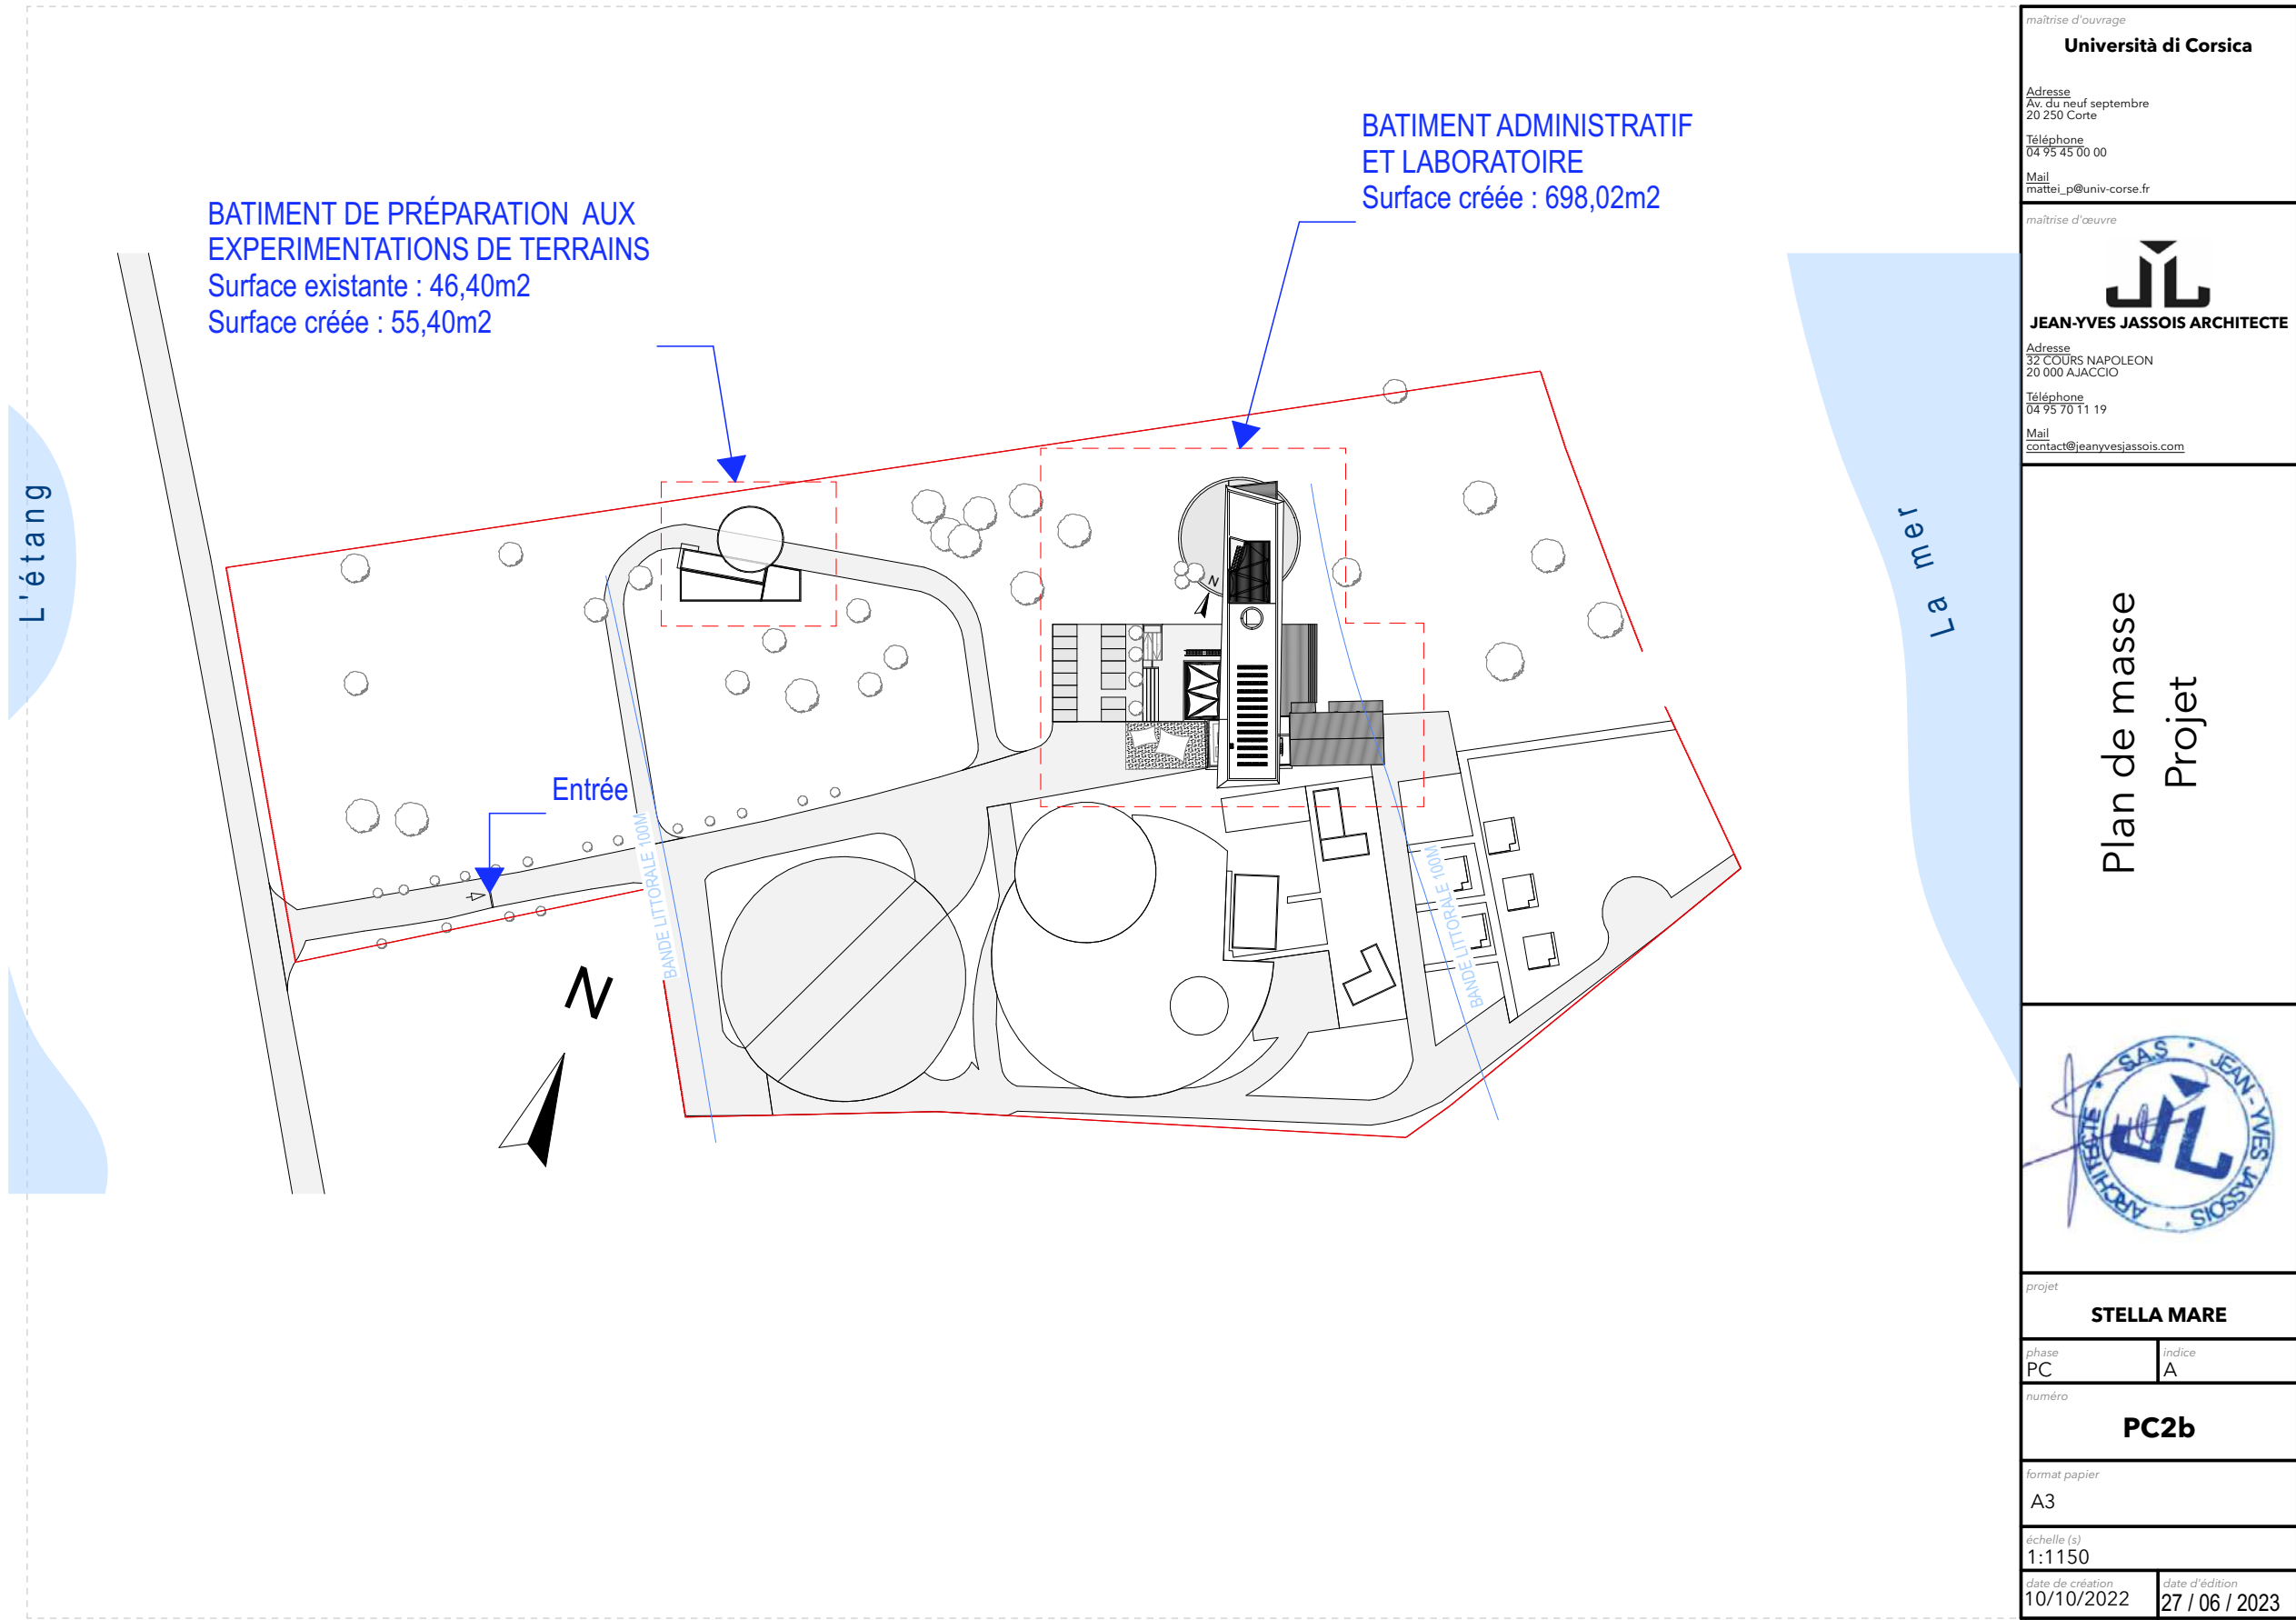 BATIMENT DE PRÉPARATION AUX
EXPERIMENTATIONS DE TERRAINS
Surface existante : 46,40m2
Surface créée : 55,40m2
BATIMENT ADMINISTRATIF
ET LABORATOIRE
Surface créée : 698,02m2
L'étang
La mer
N
Entrée
BANDE LITTORALE 100M
BANDE LITTORALE 100M
N
maîtrise d'ouvrage
Università di Corsica
Adresse
Av. du neuf septembre
20 250 Corte
Téléphone
04 95 45 00 00
Mail
mattei_p@univ-corse.fr
maîtrise d'œuvre
JYL
JEAN-YVES JASSOIS ARCHITECTE
Adresse
32 COURS NAPOLEON
20 000 AJACCIO
Téléphone
04 95 70 11 19
Mail
contact@jeanyvesjassois.com
Plan de masse
Projet
S.A.S * JEAN-YVES JASSOIS * ARCHITECTE *
JYL
projet
STELLA MARE
phase
PC
indice
A
numéro
PC2b
format papier
A3
échelle (s)
1:1150
date de création
10/10/2022
date d'édition
27 / 06 / 2023